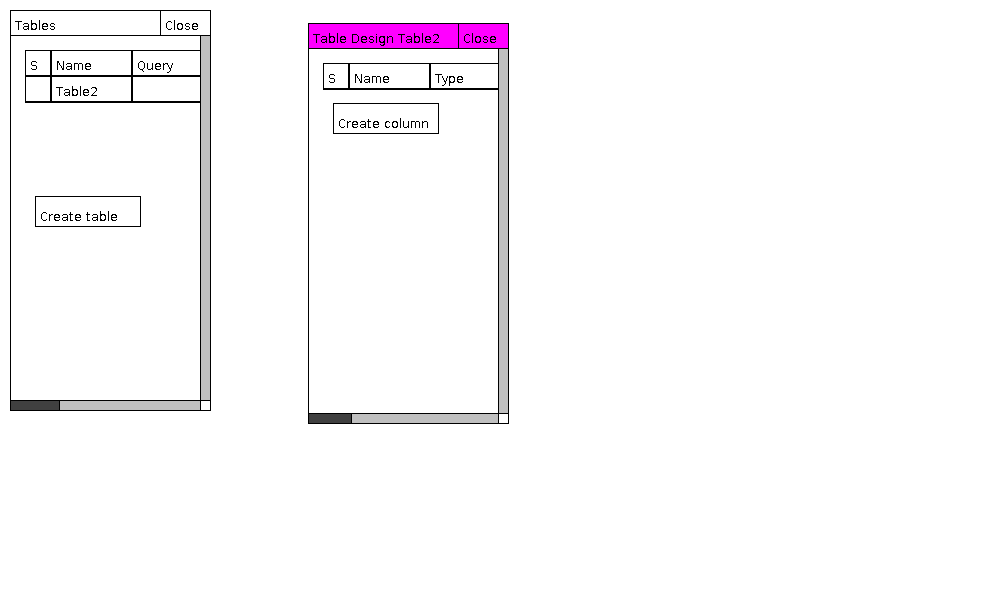 Tables Close
S Name Query
Table2
Create table
Table Design Table2 Close
S Name Type
Create column